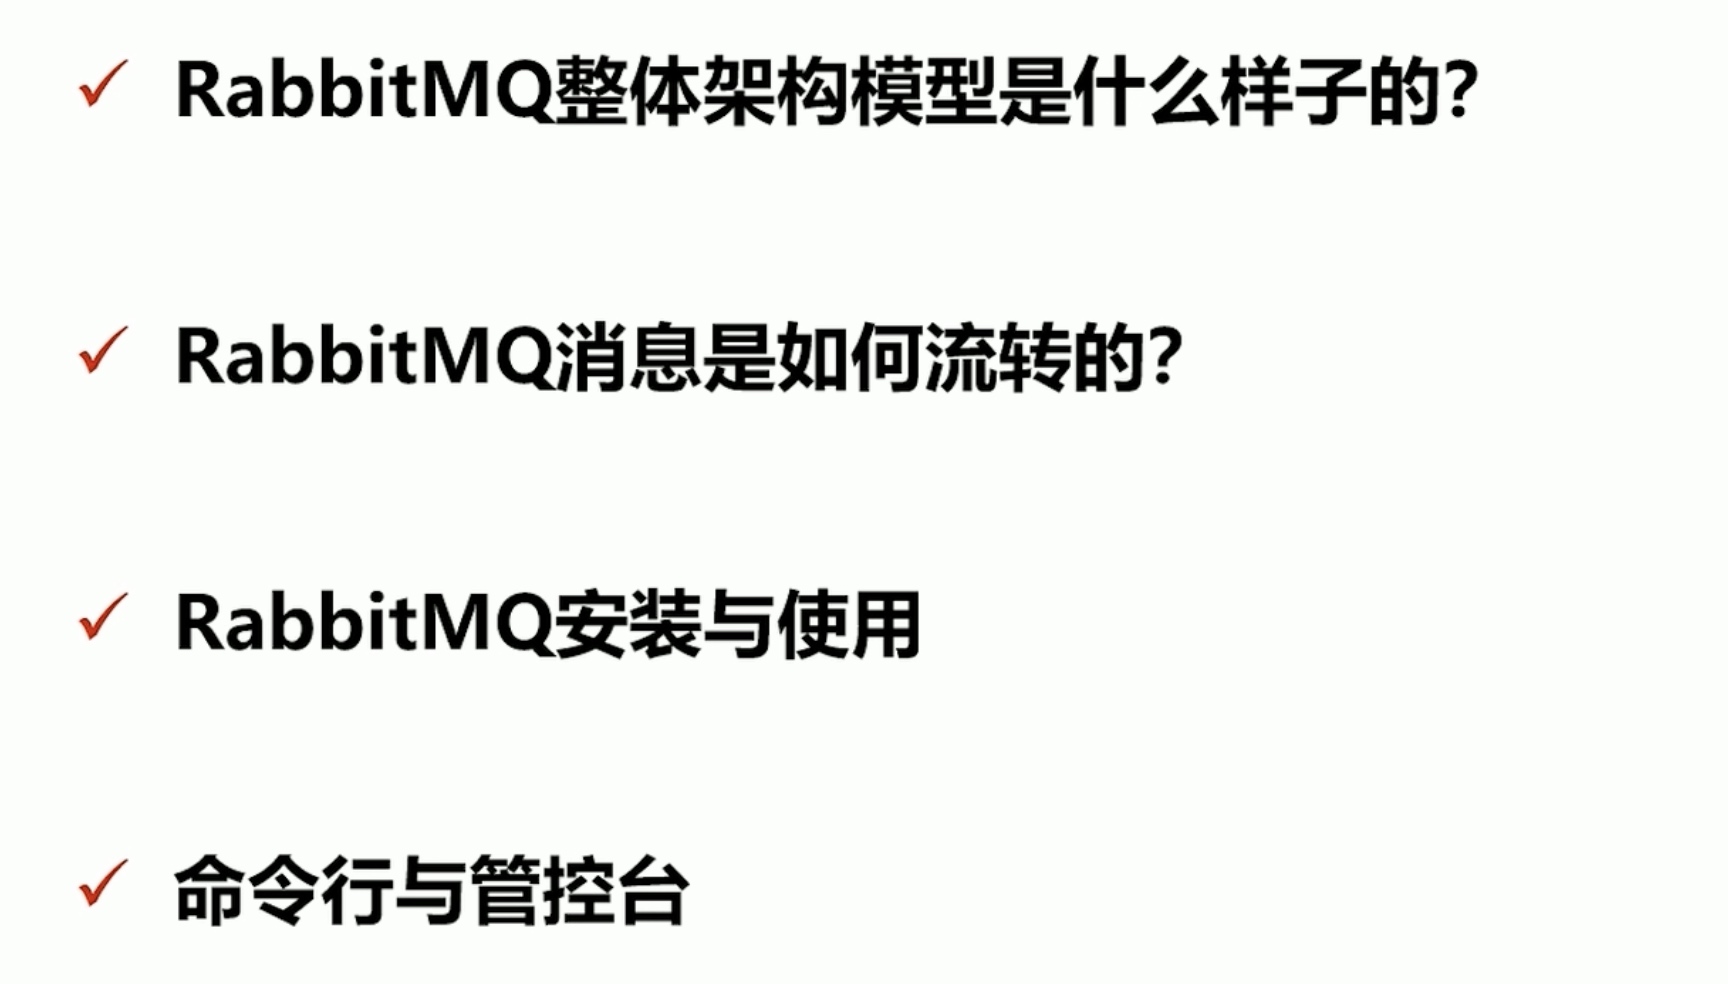 RabbitMQ整体架构模型是什么样子的？
RabbitMQ消息是如何流转的？
RabbitMQ安装与使用
命令行与管控台